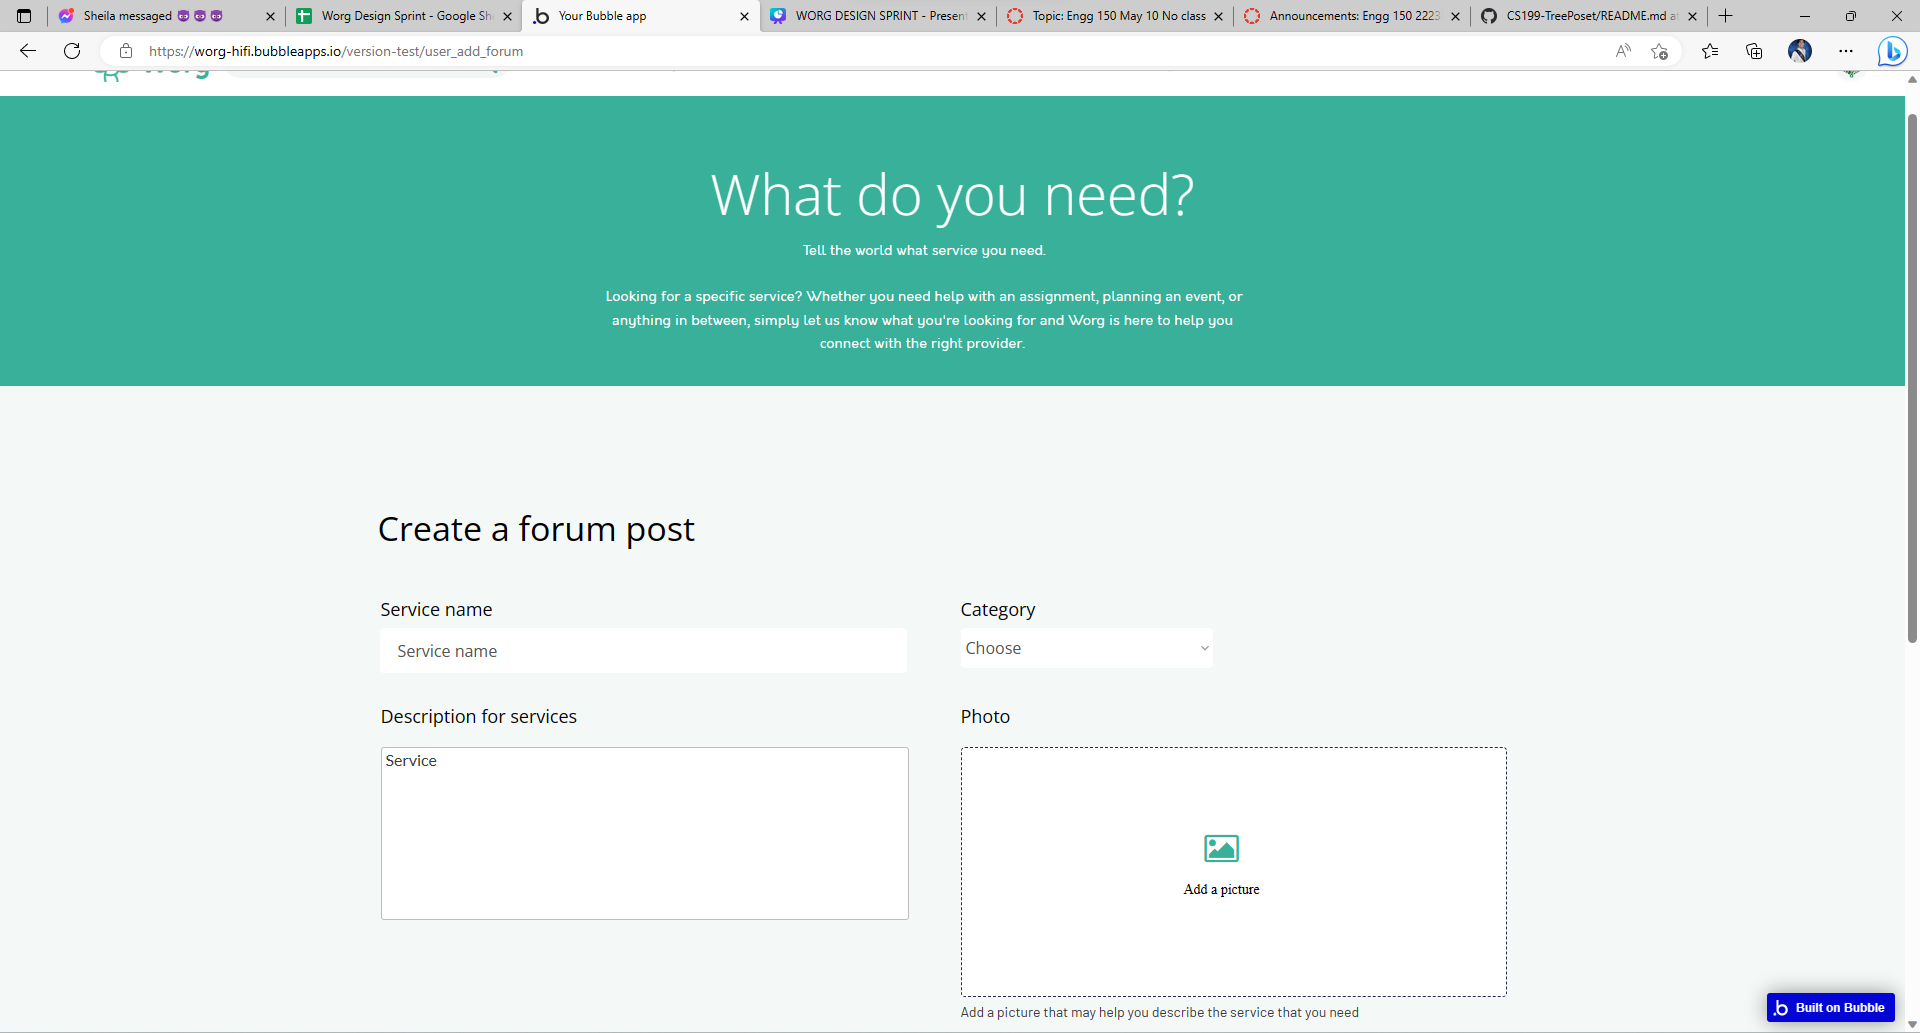 Sheila messaged 😈 😈 😈
Worg Design Sprint - Google Sh
Your Bubble app
WORG DESIGN SPRINT - Present
Topic: Engg 150 May 10 No class
Announcements: Engg 150 2223
CS199-TreePoset/README.md at
https://worg-hifi.bubbleapps.io/version-test/user_add_forum
What do you need?
Tell the world what service you need.
Looking for a specific service? Whether you need help with an assignment, planning an event, or
anything in between, simply let us know what you're looking for and Worg is here to help you
connect with the right provider.
Create a forum post
Service name
Category
Service name
Choose
Description for services
Photo
Service
Add a picture
Add a picture that may help you describe the service that you need
Built on Bubble